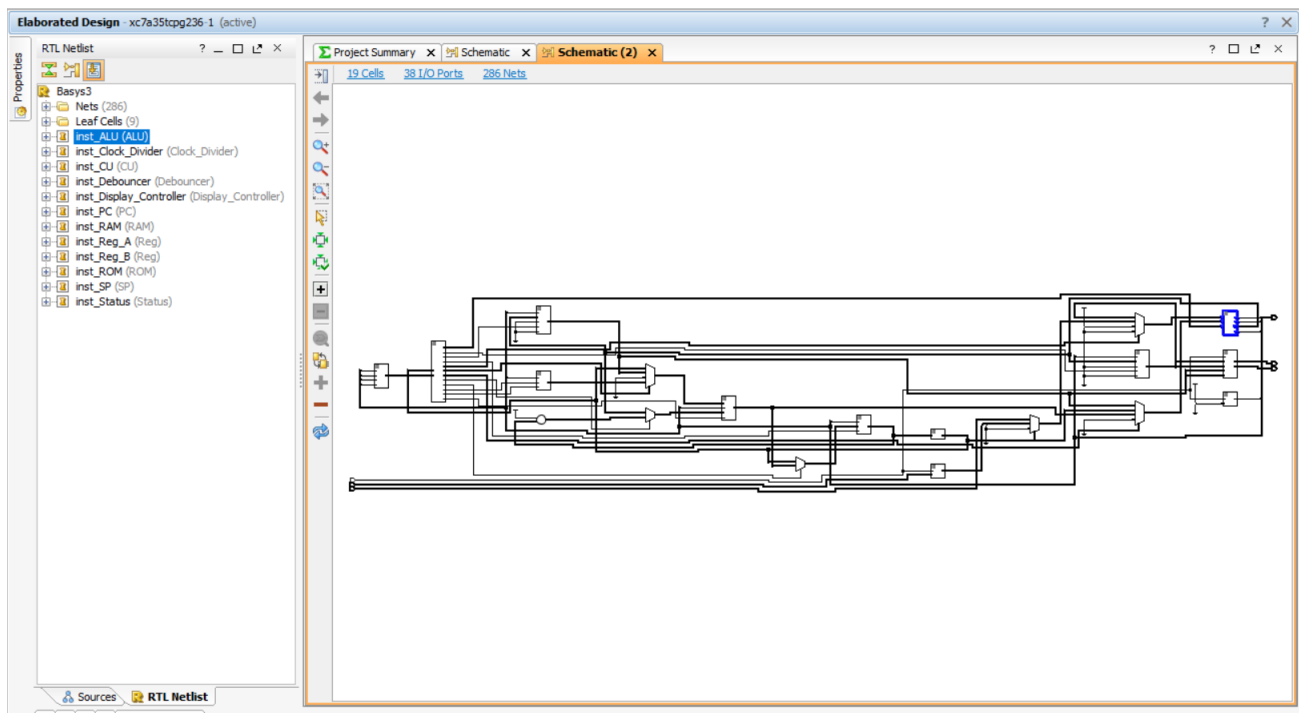 Elaborated Design - xc7a35tcpg236-1 (active)
Properties
RTL Netlist
Basys3
Nets (286)
Leaf Cells (9)
inst_ALU (ALU)
inst_Clock_Divider (Clock_Divider)
inst_CU (CU)
inst_Debouncer (Debouncer)
inst_Display_Controller (Display_Controller)
inst_PC (PC)
inst_RAM (RAM)
inst_Reg_A (Reg)
inst_Reg_B (Reg)
inst_ROM (ROM)
inst_SP (SP)
inst_Status (Status)
Sources
RTL Netlist
Project Summary
Schematic
Schematic (2)
19 Cells
38 I/O Ports
286 Nets